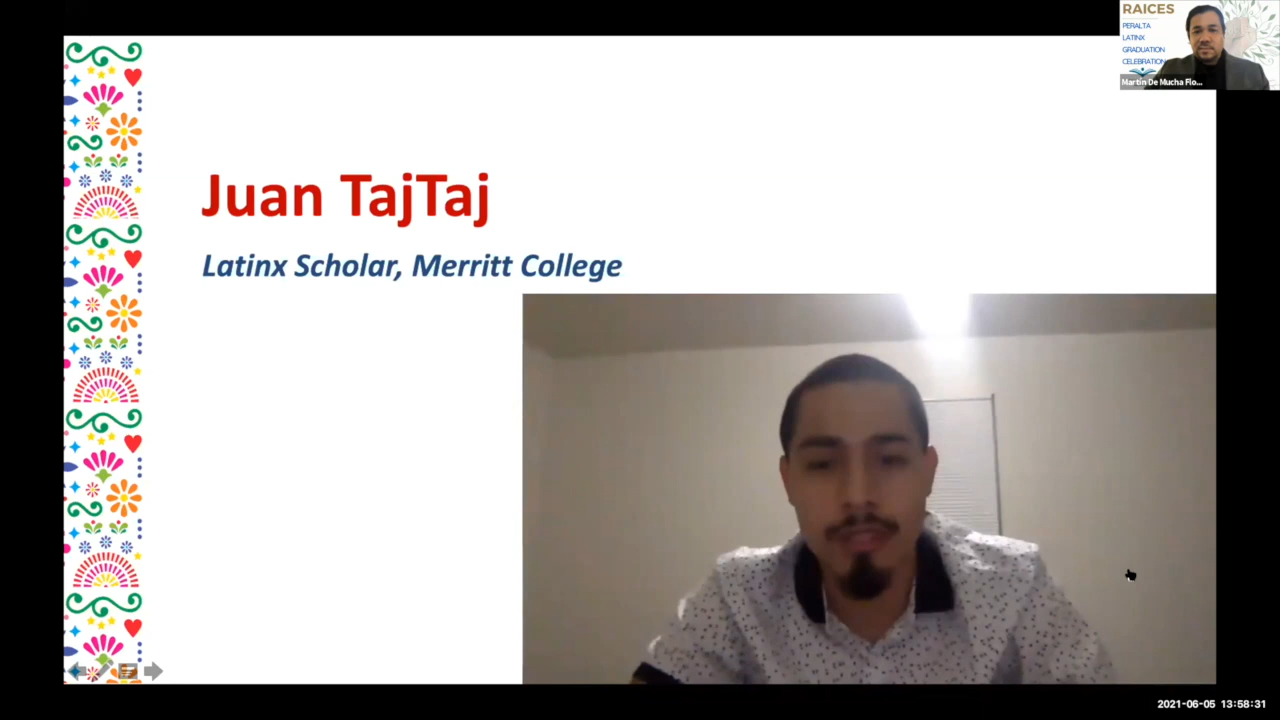 RAICES
PERALTA
LATINX
GRADUATION
CELEBRATION
Martín De Mucha Flo...
Juan TajTaj
Latinx Scholar, Merritt College
2021-06-05 13:58:31